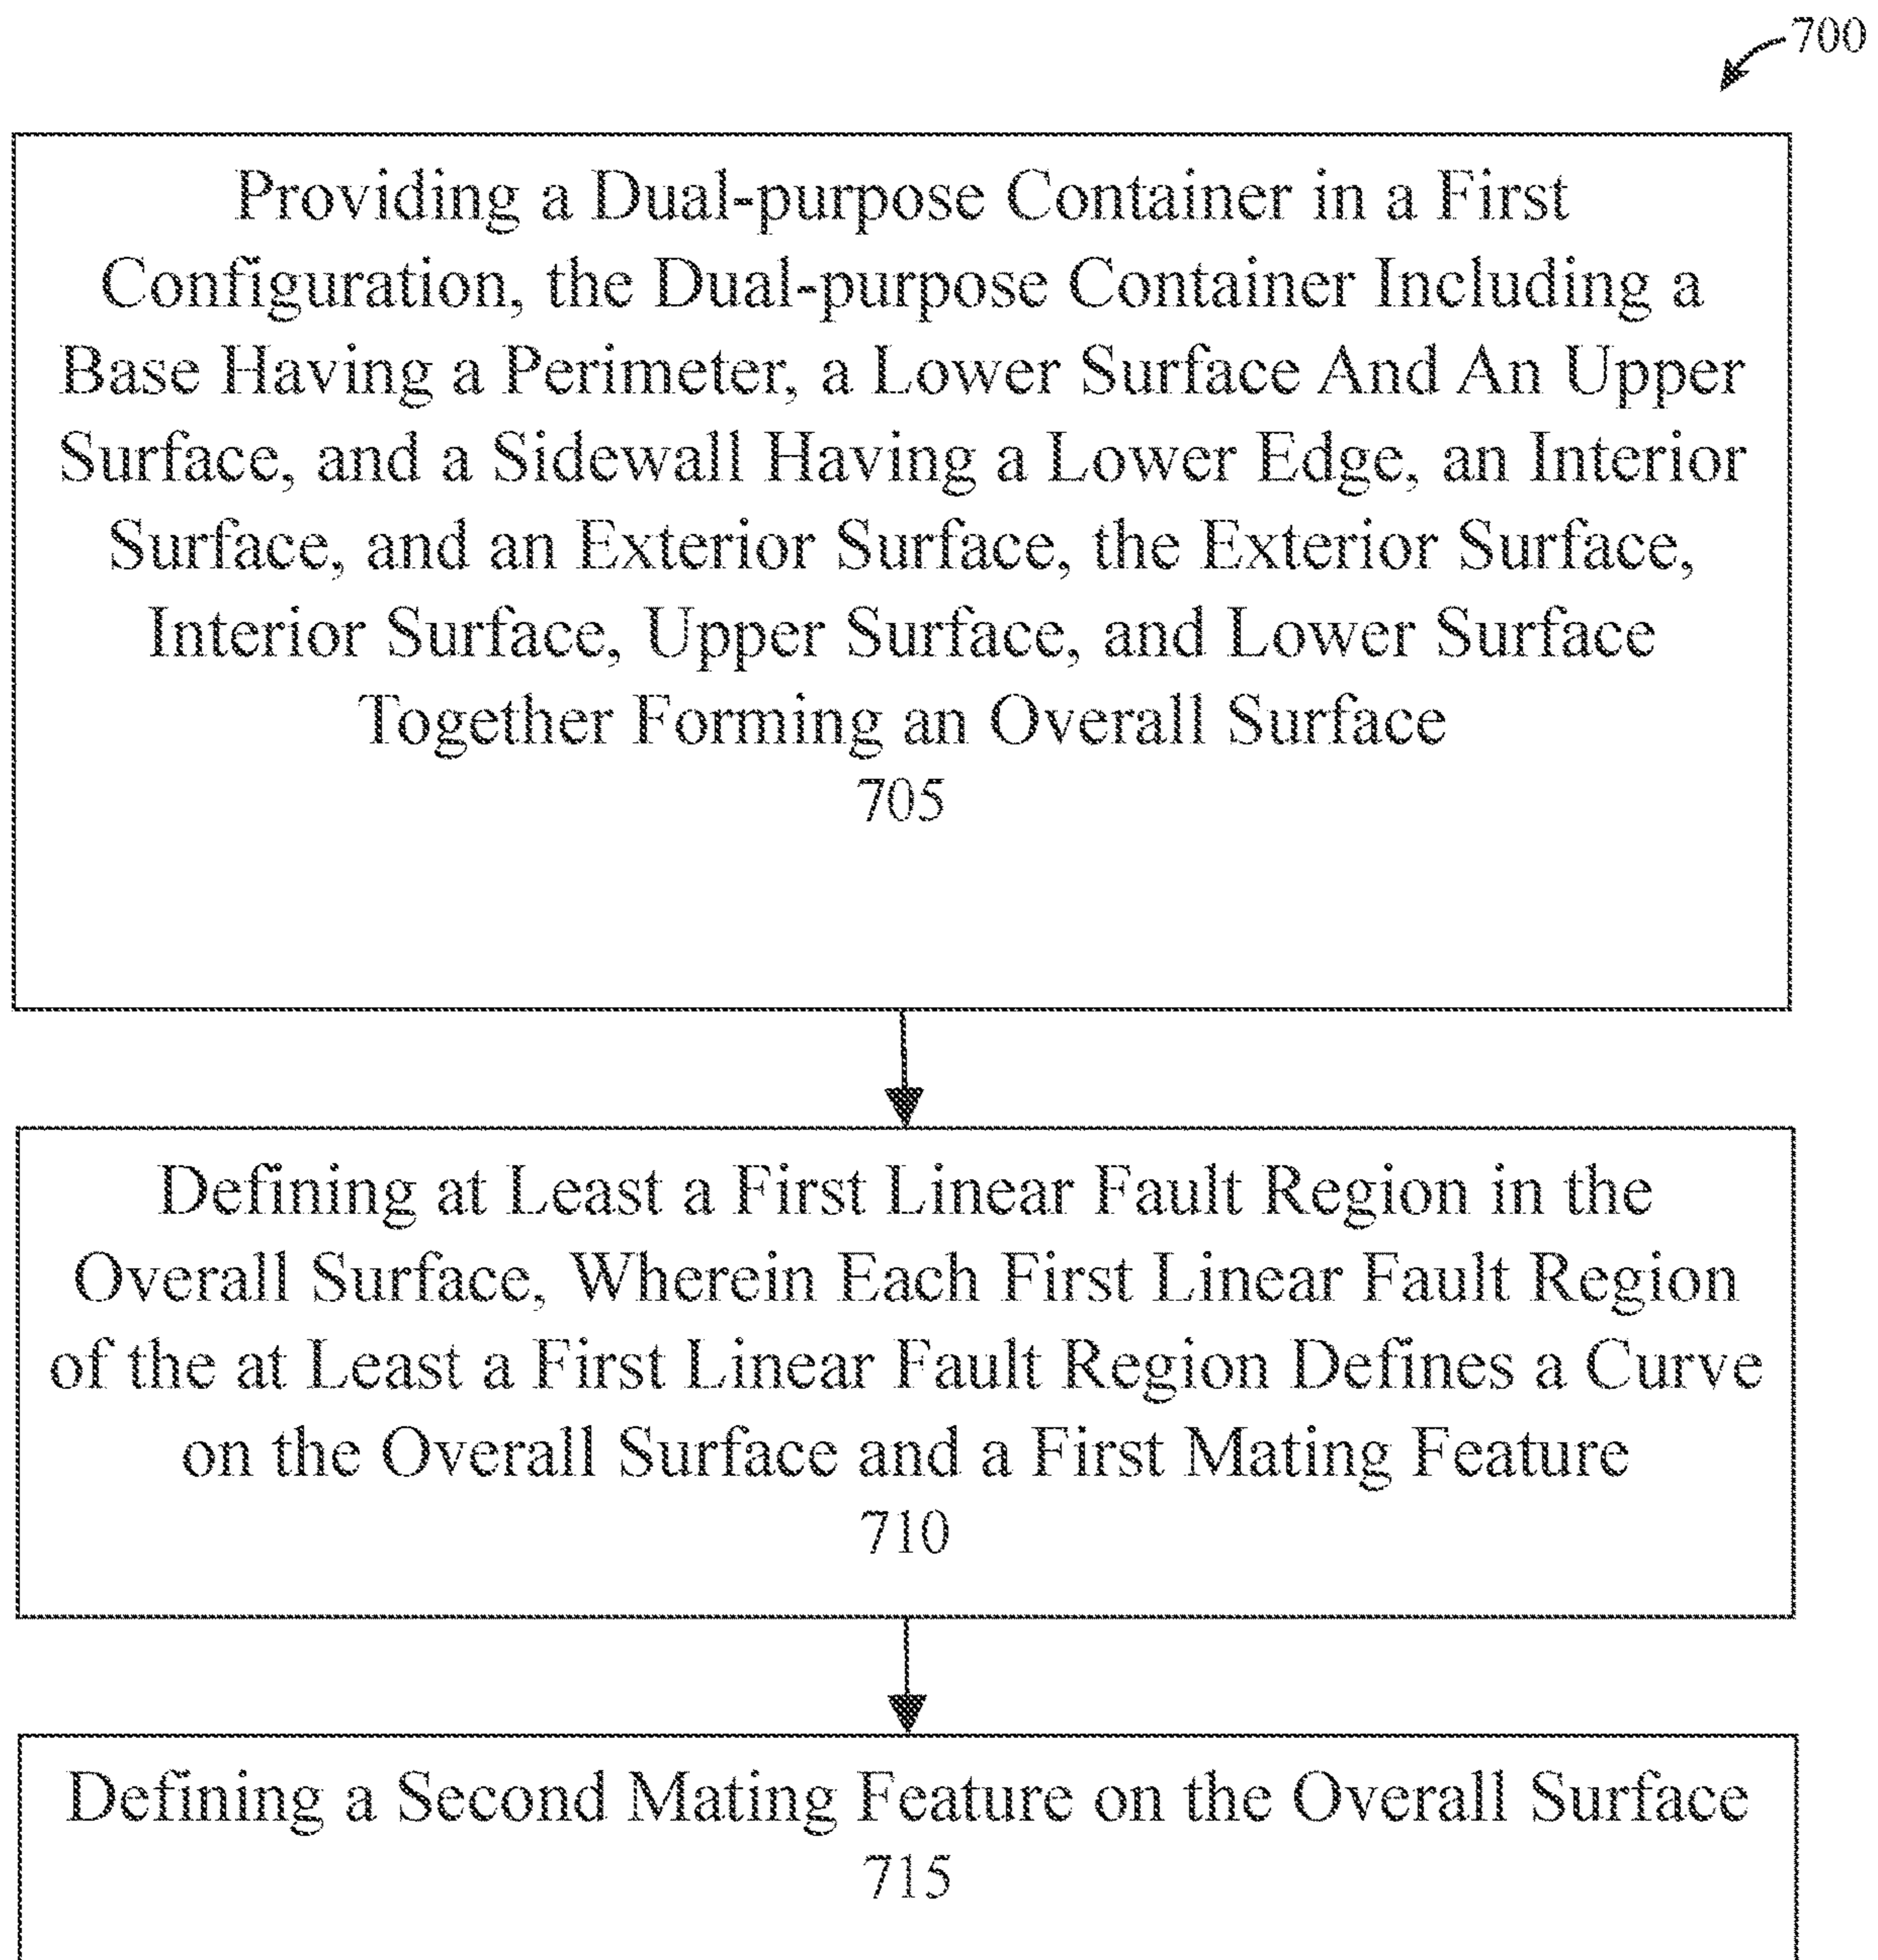 700
Providing a Dual-purpose Container in a First
Configuration, the Dual-purpose Container Including a
Base Having a Perimeter, a Lower Surface And An Upper
Surface, and a Sidewall Having a Lower Edge, an Interior
Surface, and an Exterior Surface, the Exterior Surface,
Interior Surface, Upper Surface, and Lower Surface
Together Forming an Overall Surface
705
Defining at Least a First Linear Fault Region in the
Overall Surface, Wherein Each First Linear Fault Region
of the at Least a First Linear Fault Region Defines a Curve
on the Overall Surface and a First Mating Feature
710
Defining a Second Mating Feature on the Overall Surface
715